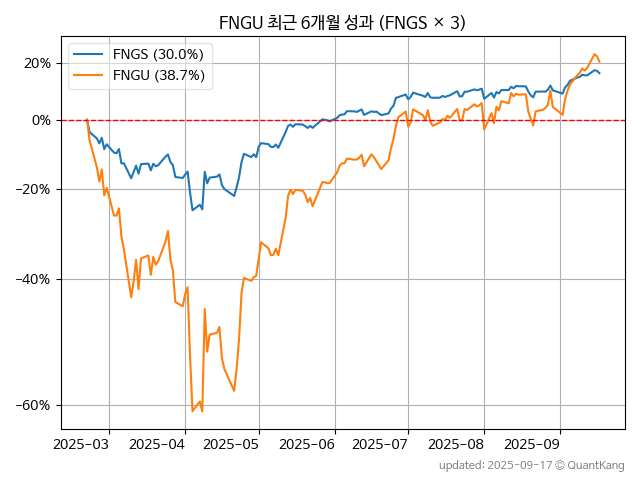 FNGU 최근 6개월 성과 (FNGS × 3)
FNGS (30.0%)
FNGU (38.7%)
20%
0%
−20%
−40%
−60%
2025-03 2025-04 2025-05 2025-06 2025-07 2025-08 2025-09
updated: 2025-09-17 © QuantKang